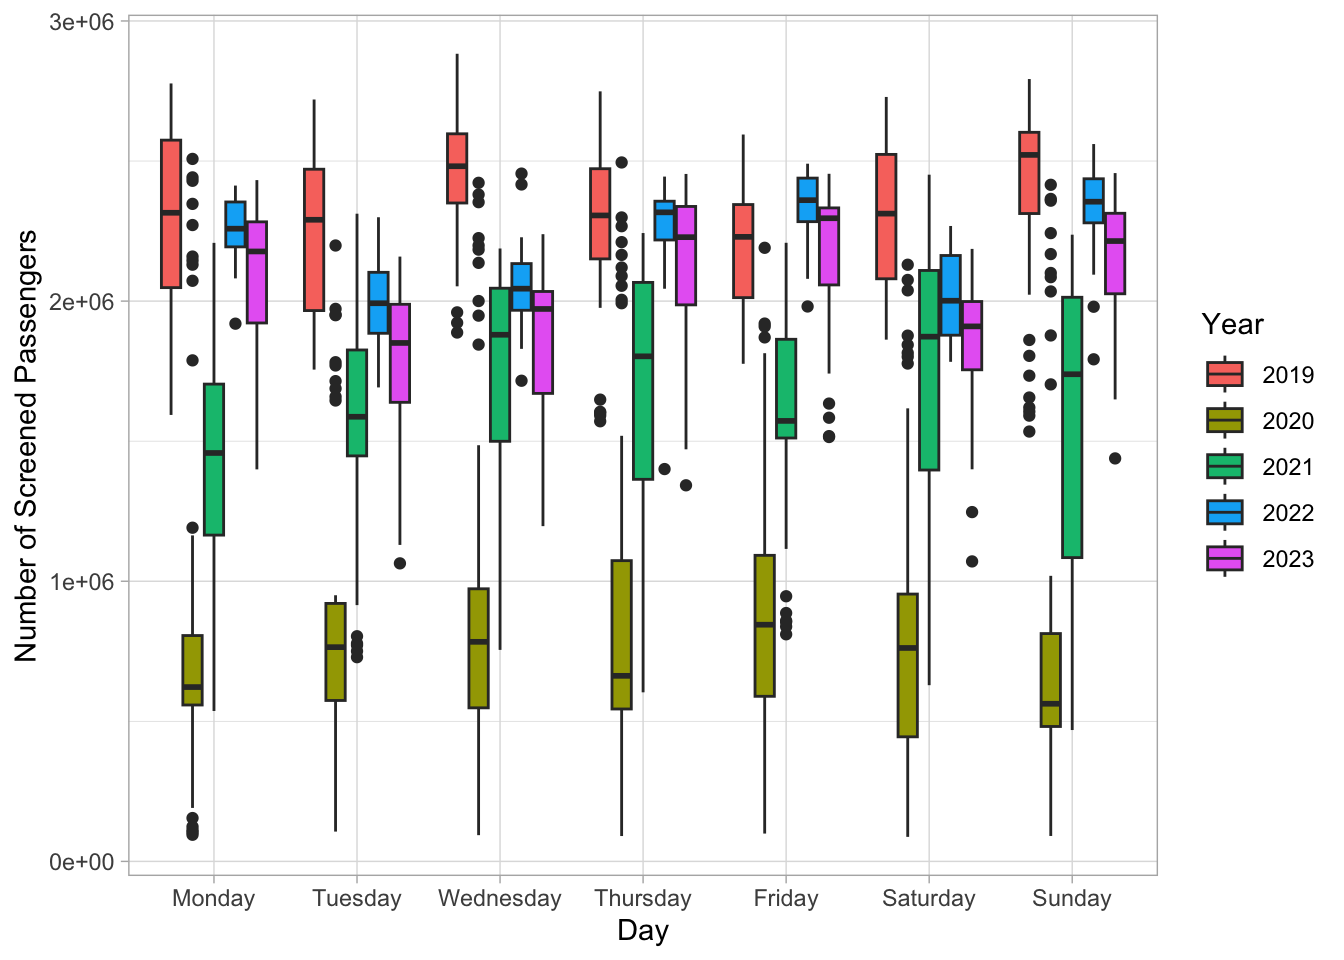 Number of Screened Passengers
3e+06
2e+06
1e+06
0e+00
Monday
Tuesday
Wednesday
Thursday
Friday
Saturday
Sunday
Day
Year
2019
2020
2021
2022
2023